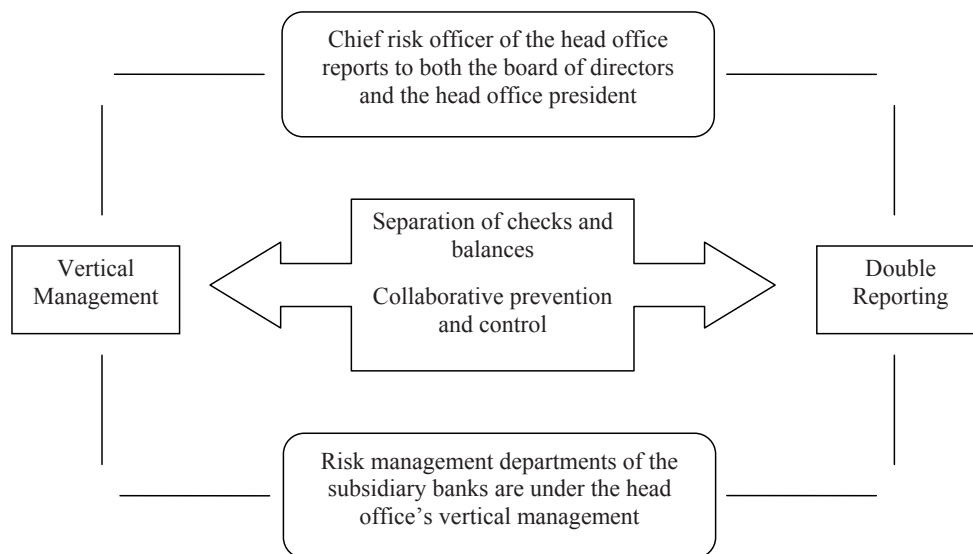 Chief risk officer of the head office
reports to both the board of directors
and the head office president
Separation of checks and
balances
Collaborative prevention
and control
Vertical
Management
Double
Reporting
Risk management departments of the
subsidiary banks are under the head
office’s vertical management